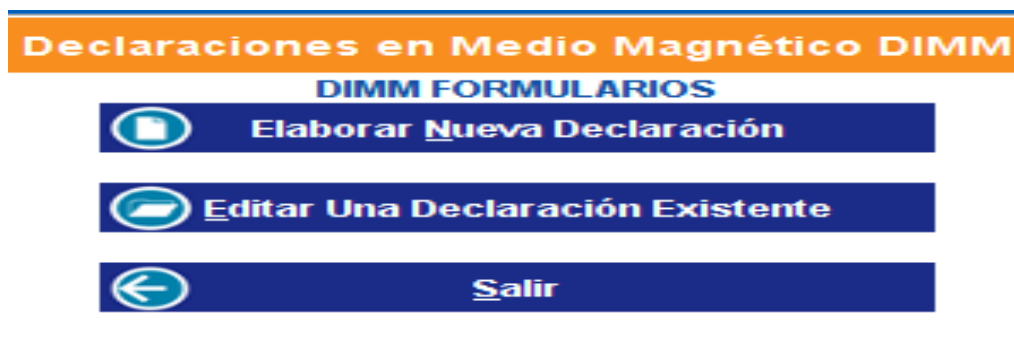 Declaraciones en Medio Magnético DIMM
DIMM FORMULARIOS
Elaborar Nueva Declaración
Editar Una Declaración Existente
Salir